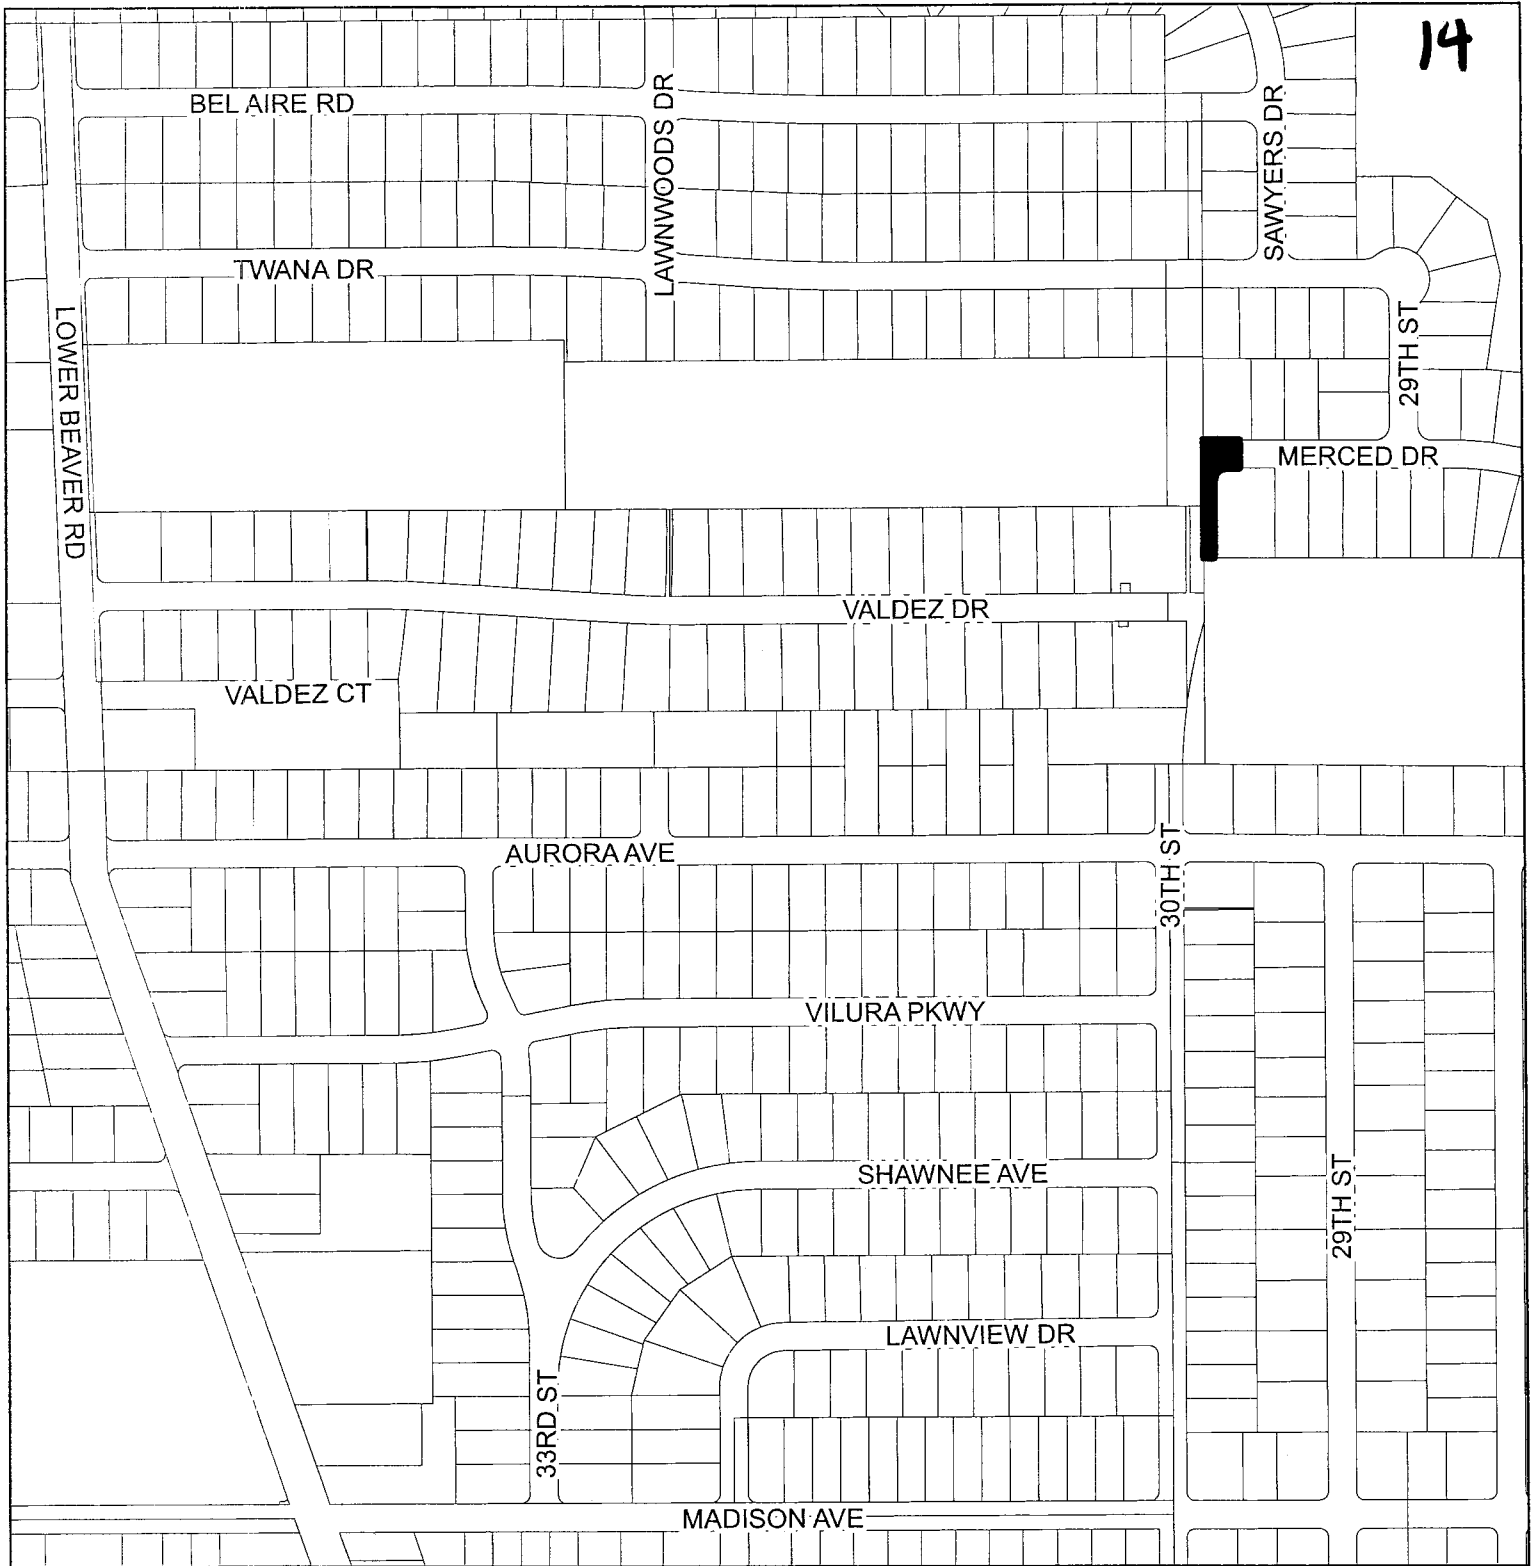 14
BEL AIRE RD
LAWNWOODS DR
SAWYERS DR
TWANA DR
LOWER BEAVER RD
29TH ST
MERCED DR
VALDEZ DR
VALDEZ CT
AURORA AVE
30TH ST
VILURA PKWY
SHAWNEE AVE
29TH ST
LAWNVIEW DR
33RD ST
MADISON AVE